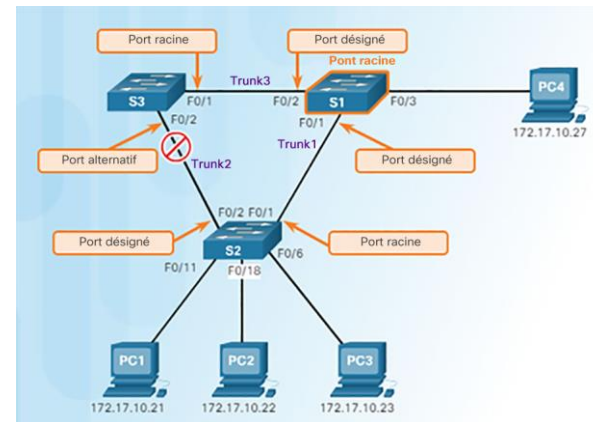 Port racine
Port désigné
Pont racine
Trunk3
S3
F0/1
F0/2
S1
F0/3
PC4
F0/2
F0/1
172.17.10.27
Port alternatif
Trunk2
Trunk1
Port désigné
F0/2 F0/1
Port désigné
Port racine
S2
F0/6
F0/11
F0/18
PC1
PC2
PC3
172.17.10.21
172.17.10.22
172.17.10.23